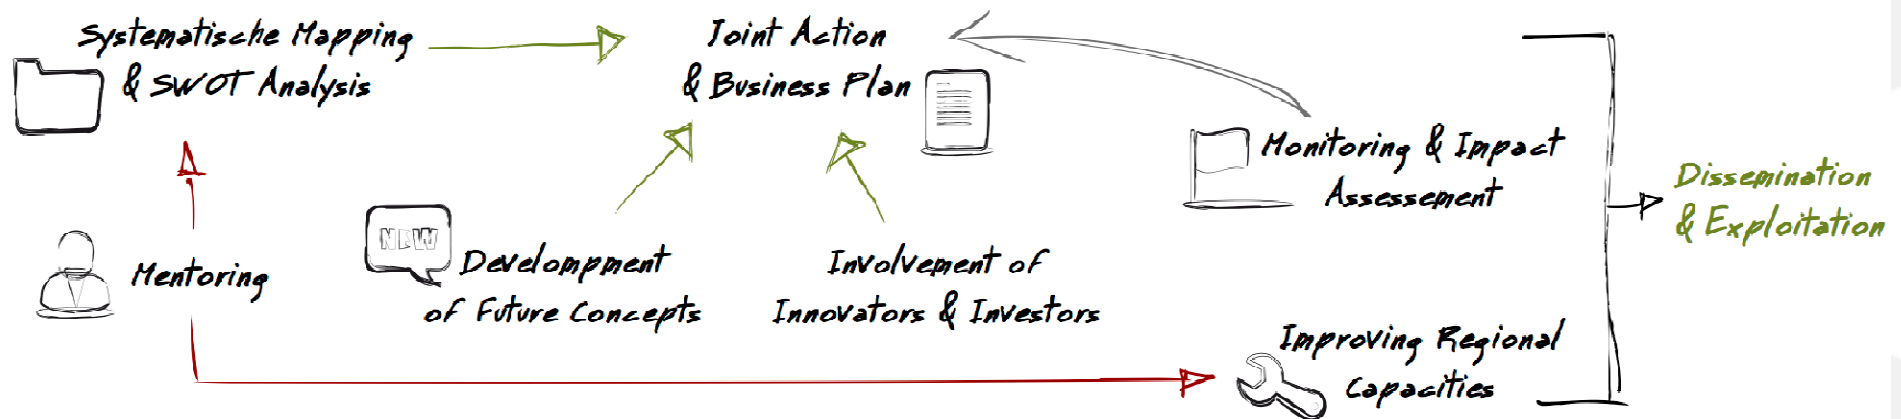 Systematische Mapping
& SWOT Analysis
Joint Action
& Business Plan
Monitoring & Impact
Assessement
Dissemination
& Exploitation
Mentoring
NEW
Develompment
of Future Concepts
Involvement of
Innovators & Investors
Improving Regional
Capacities